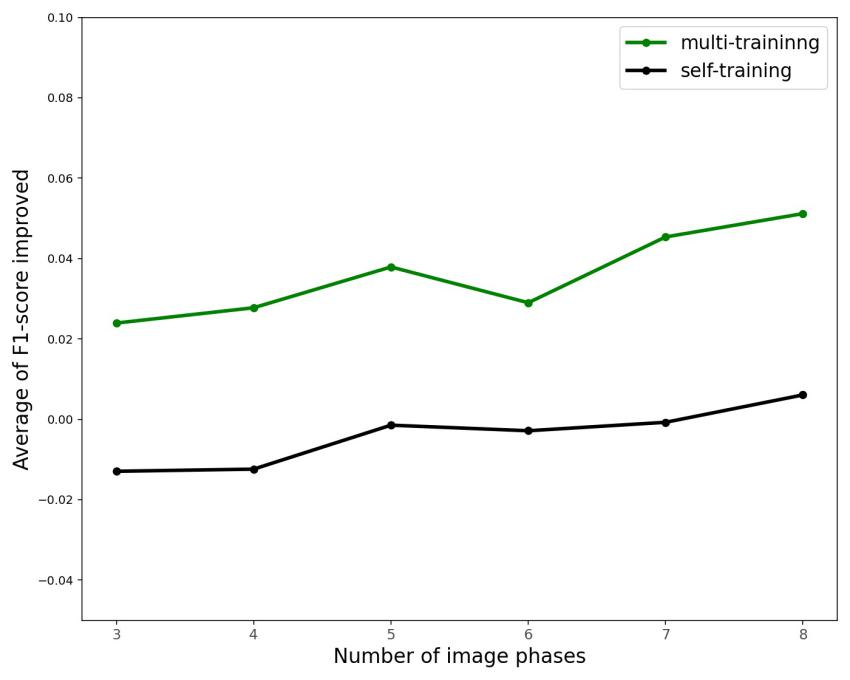 0.10
0.08
0.06
0.04
0.02
0.00
−0.02
−0.04
Average of F1-score improved
multi-traininng
self-training
3 4 5 6 7 8
Number of image phases